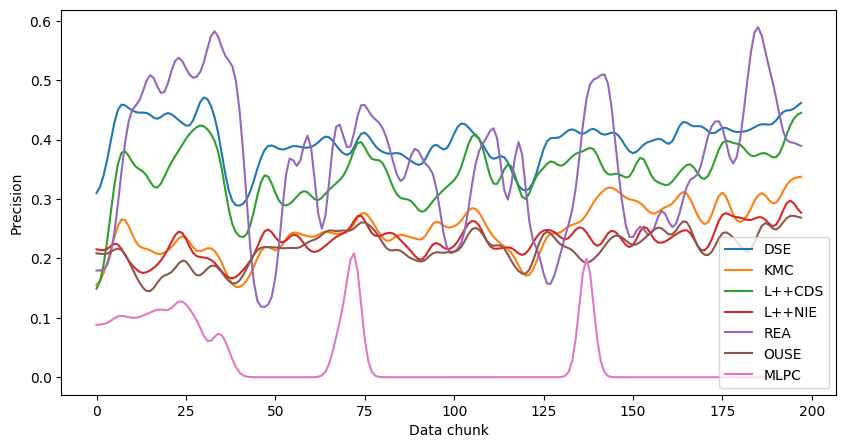 0.6
0.5
0.4
0.3
0.2
0.1
0.0
Precision
0 25 50 75 100 125 150 175 200
Data chunk
DSE
KMC
L++CDS
L++NIE
REA
OUSE
MLPC